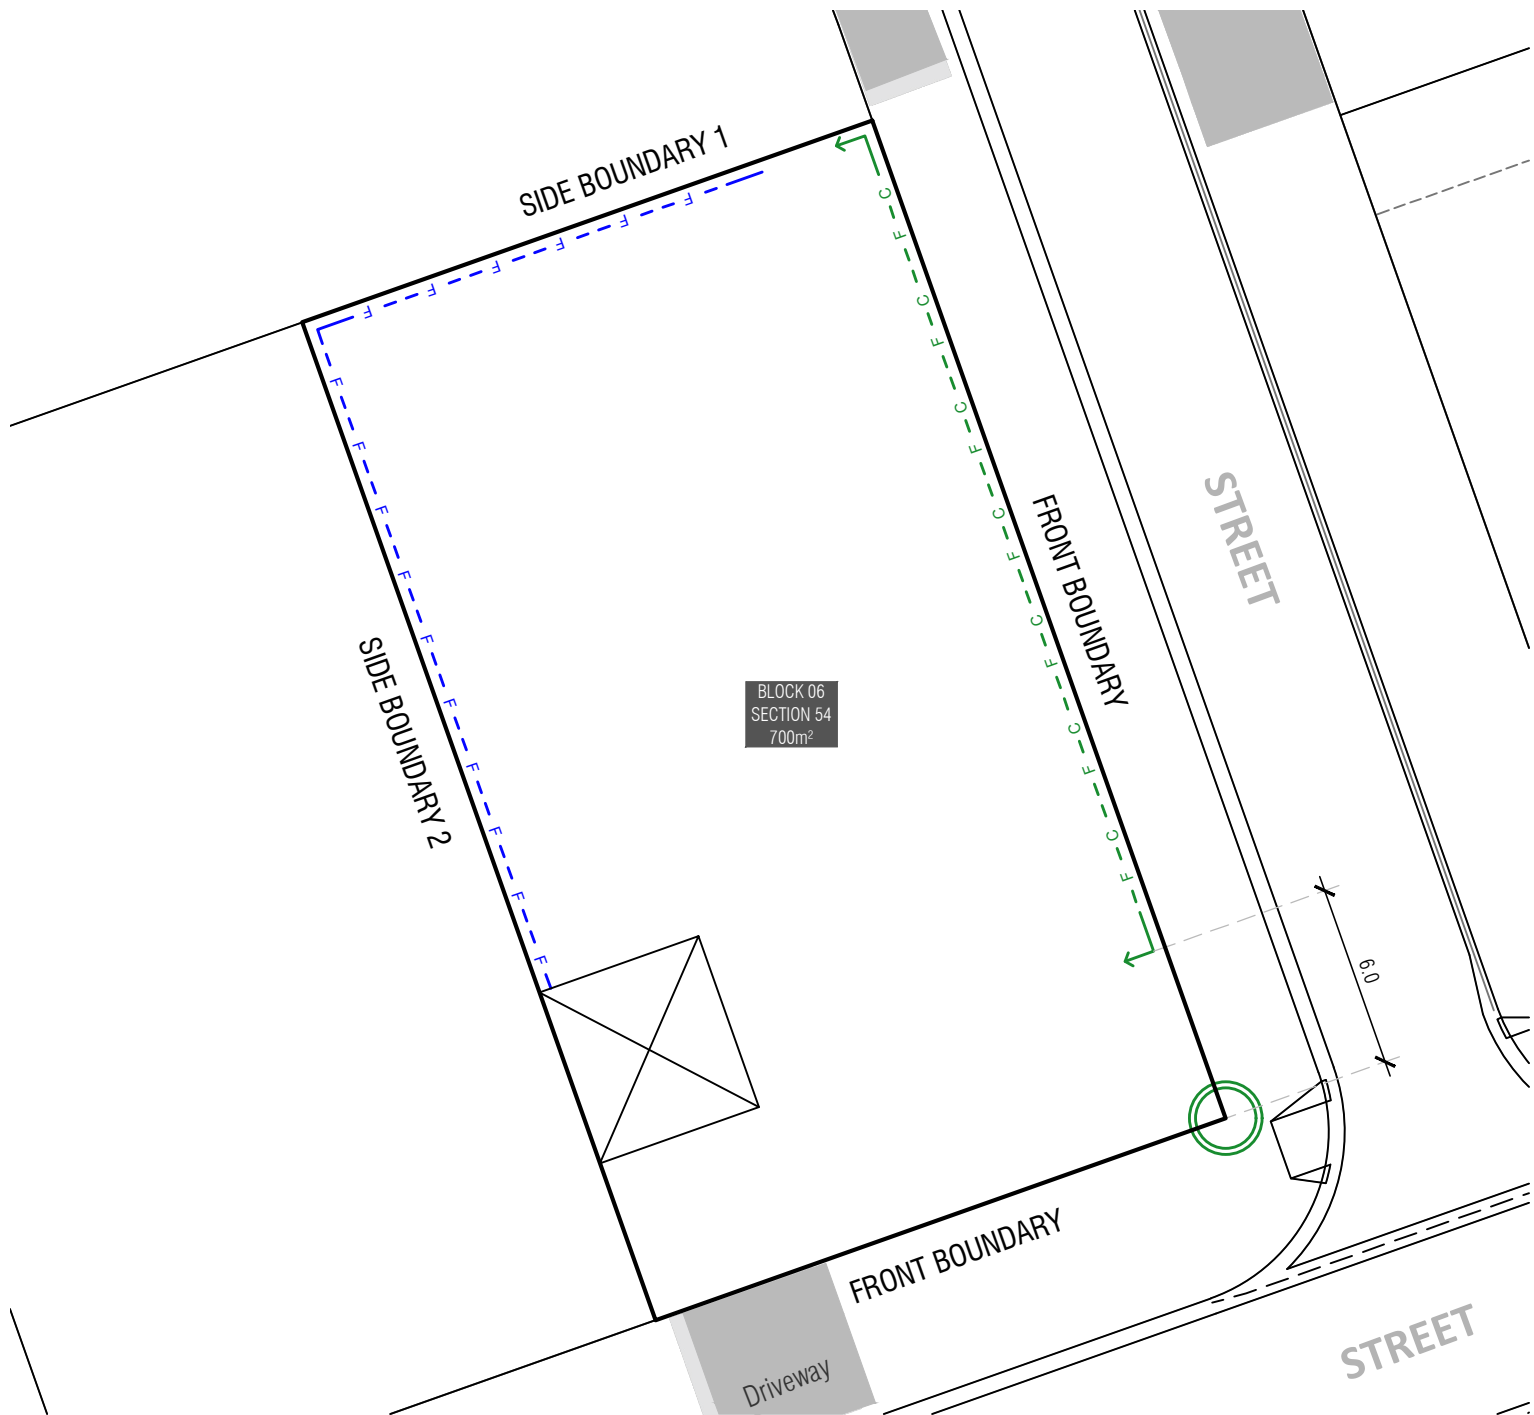 SIDE BOUNDARY 1
F F F F F F
C F C F C F C F C F C F C F
F F F F F F F F F F
STREET
FRONT BOUNDARY
SIDE BOUNDARY 2
BLOCK 06
SECTION 54
700m²
6.0
FRONT BOUNDARY
STREET
Driveway